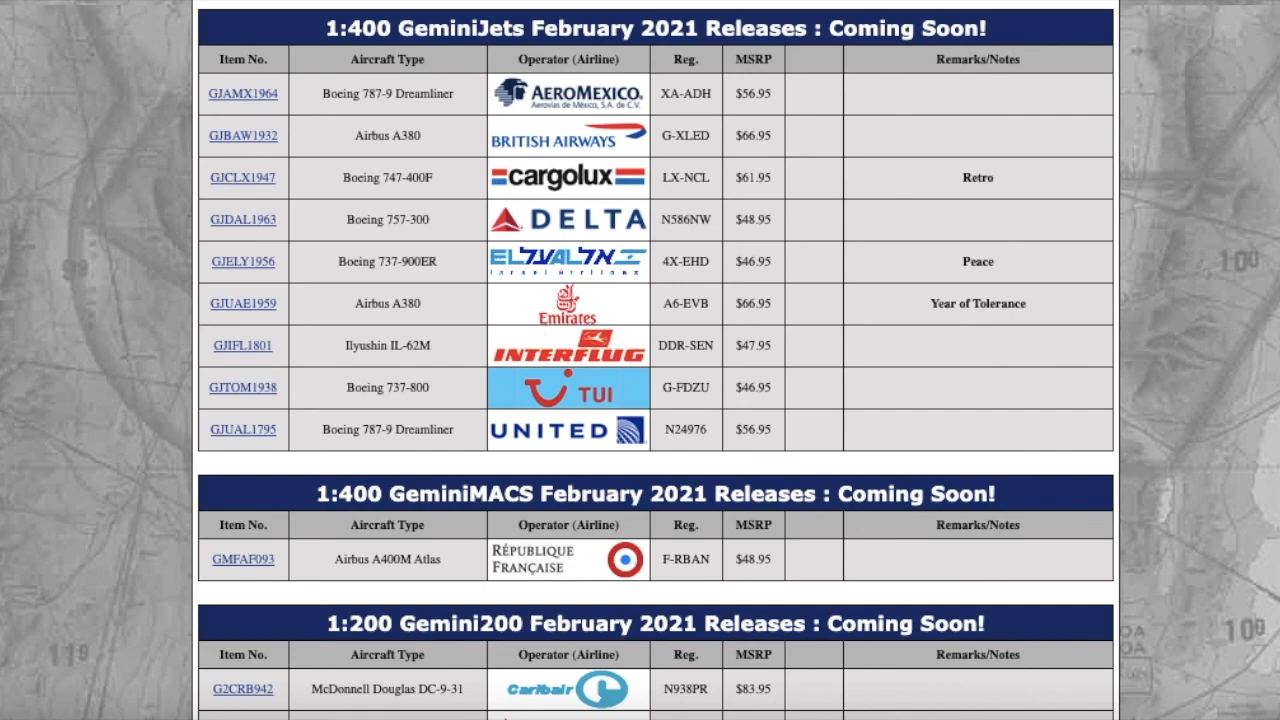 1:400 GeminiJets February 2021 Releases : Coming Soon!
Item No. Aircraft Type Operator (Airline) Reg. MSRP Remarks/Notes
GJAMX1964 Boeing 787-9 Dreamliner AEROMEXICO. Aerovías de México, S.A. de C.V. XA-ADH $56.95
GJBAW1932 Airbus A380 BRITISH AIRWAYS G-XLED $66.95
GJCLX1947 Boeing 747-400F cargolux LX-NCL $61.95 Retro
GJDAL1963 Boeing 757-300 DELTA N586NW $48.95
GJELY1956 Boeing 737-900ER ELאלעלAL Israel Airlines 4X-EHD $46.95 Peace
GJUAE1959 Airbus A380 Emirates A6-EVB $66.95 Year of Tolerance
GJIFL1801 Ilyushin IL-62M INTERFLUG DDR-SEN $47.95
GJTOM1938 Boeing 737-800 TUI G-FDZU $46.95
GJUAL1795 Boeing 787-9 Dreamliner UNITED N24976 $56.95
1:400 GeminiMACS February 2021 Releases : Coming Soon!
Item No. Aircraft Type Operator (Airline) Reg. MSRP Remarks/Notes
GMFAF093 Airbus A400M Atlas RÉPUBLIQUE FRANÇAISE F-RBAN $48.95
1:200 Gemini200 February 2021 Releases : Coming Soon!
Item No. Aircraft Type Operator (Airline) Reg. MSRP Remarks/Notes
G2CRB942 McDonnell Douglas DC-9-31 Caribair N938PR $83.95
100
100
119